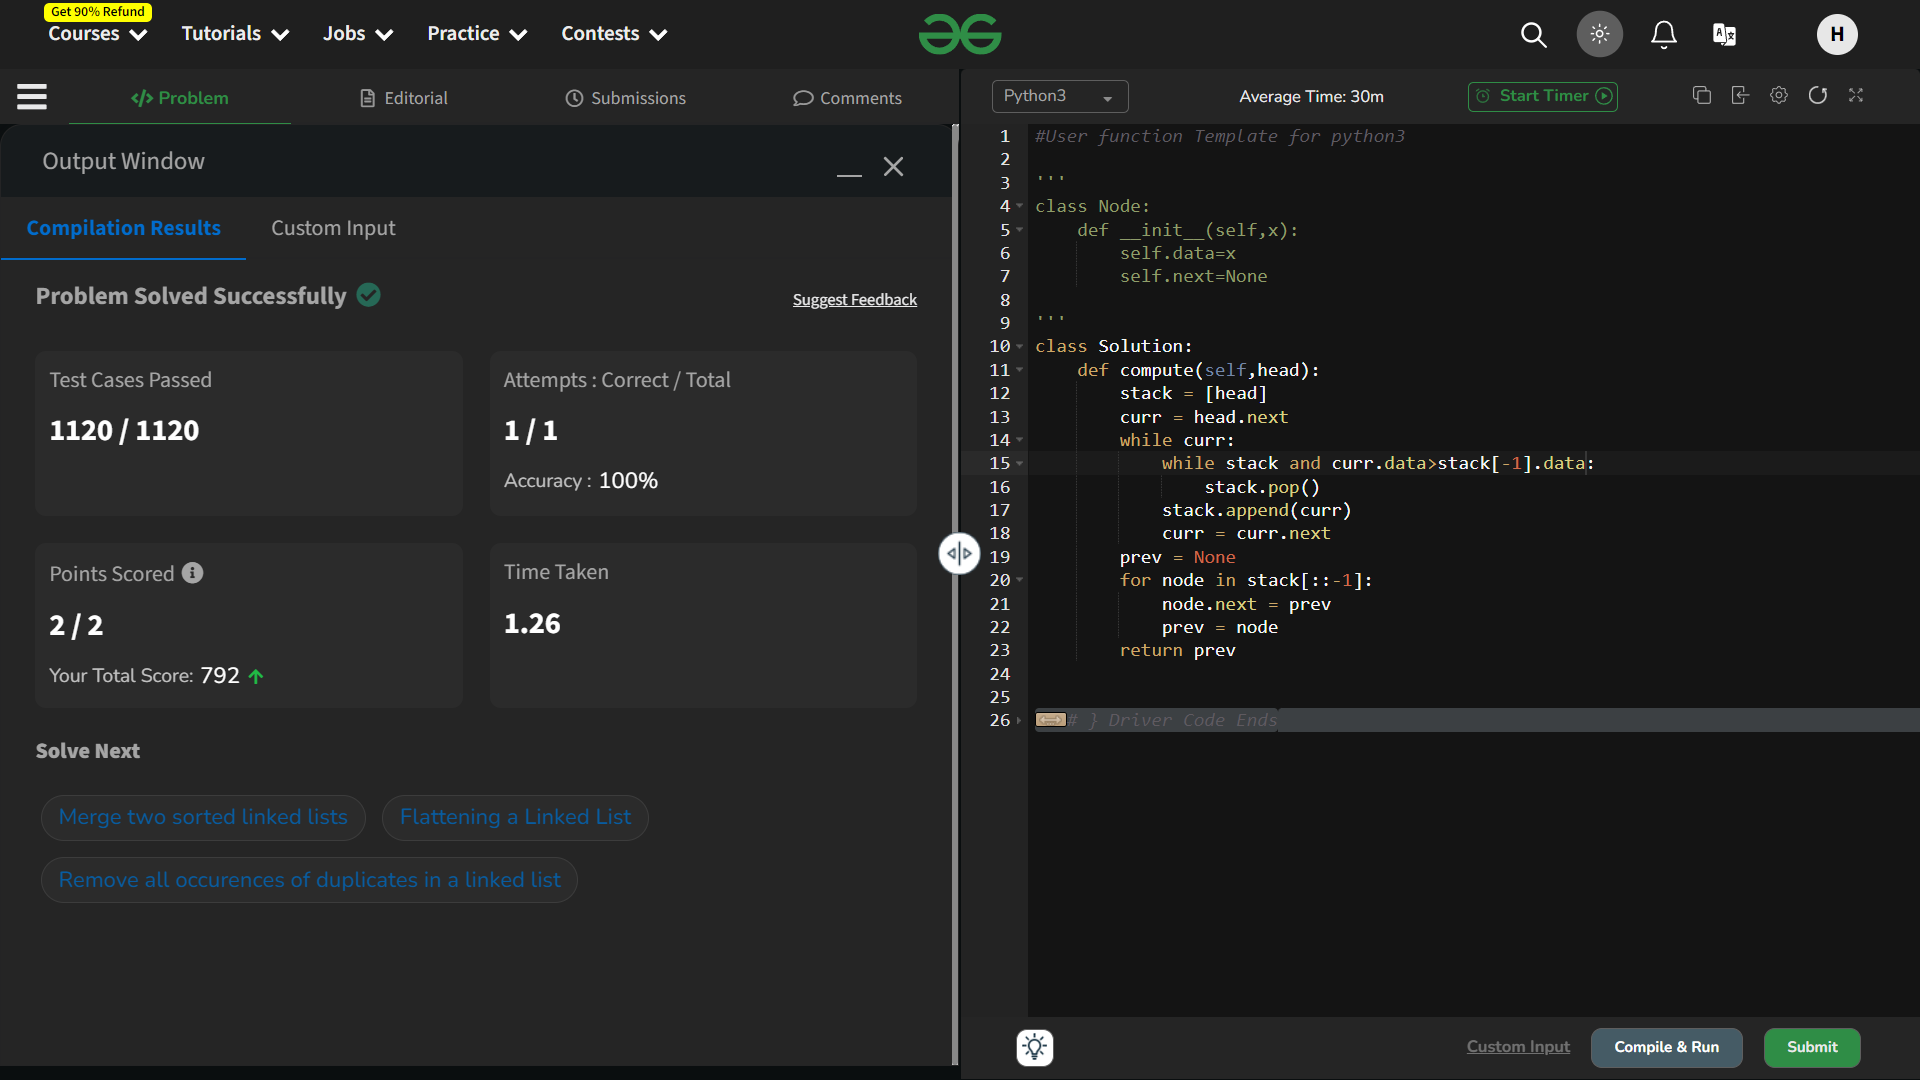 Get 90% Refund
Courses Tutorials Jobs Practice Contests
H
</> Problem Editorial Submissions Comments
Output Window
Compilation Results Custom Input
Problem Solved Successfully
Suggest Feedback
Test Cases Passed
1120 / 1120
Attempts : Correct / Total
1 / 1
Accuracy : 100%
Points Scored
2 / 2
Your Total Score: 792
Time Taken
1.26
Solve Next
Merge two sorted linked lists
Flattening a Linked List
Remove all occurences of duplicates in a linked list
Python3 Average Time: 30m Start Timer
1 #User function Template for python3
2
3 '''
4 class Node:
5     def __init__(self,x):
6         self.data=x
7         self.next=None
8
9 '''
10 class Solution:
11     def compute(self,head):
12         stack = [head]
13         curr = head.next
14         while curr:
15             while stack and curr.data>stack[-1].data:
16                 stack.pop()
17             stack.append(curr)
18             curr = curr.next
19         prev = None
20         for node in stack[::-1]:
21             node.next = prev
22             prev = node
23         return prev
24
25
26 # } Driver Code Ends
Custom Input Compile & Run Submit